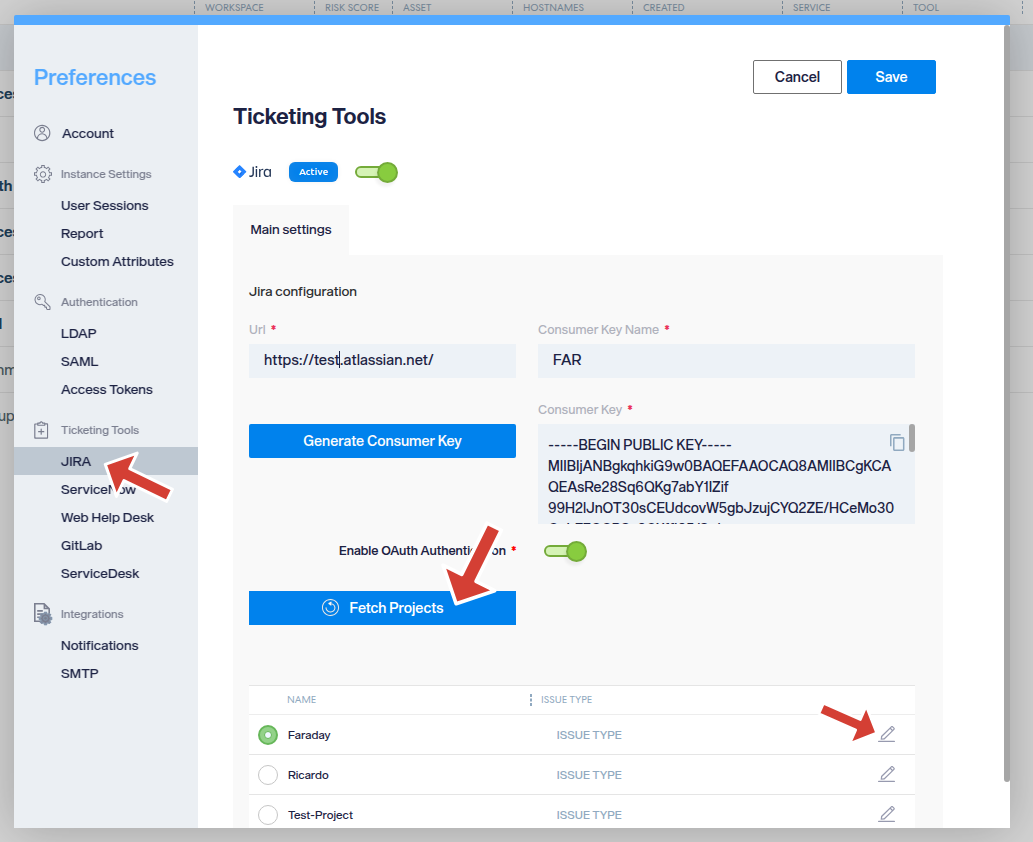 WORKSPACE RISK SCORE ASSET HOSTNAMES CREATED SERVICE TOOL
Preferences
Account
Instance Settings
User Sessions
Report
Custom Attributes
Authentication
LDAP
SAML
Access Tokens
Ticketing Tools
JIRA
ServiceNow
Web Help Desk
GitLab
ServiceDesk
Integrations
Notifications
SMTP
Cancel Save
Ticketing Tools
Jira Active
Main settings
Jira configuration
Url * Consumer Key Name *
https://test.atlassian.net/ FAR
Consumer Key *
Generate Consumer Key
-----BEGIN PUBLIC KEY-----
MIIBIjANBgkqhkiG9w0BAQEFAAOCAQ8AMIIBCgKCA
QEAsRe28Sq6QKg7abY1lZif
99H2lJnOT30sCEUdcovW5gbJzujCYQ2ZE/HCeMo30
Enable OAuth Authentication *
Fetch Projects
NAME ISSUE TYPE
Faraday ISSUE TYPE
Ricardo ISSUE TYPE
Test-Project ISSUE TYPE